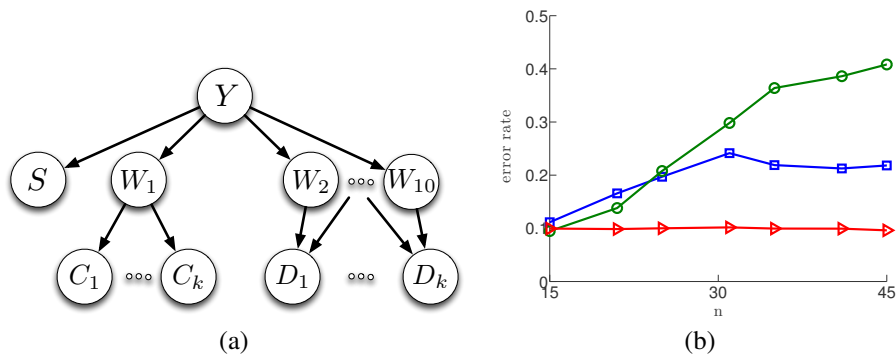 Y
S
W₁
W₂
∘∘∘
W₁₀
C₁
∘∘∘
Cₖ
D₁
∘∘∘
Dₖ
(a)
error rate
0.5
0.4
0.3
0.2
0.1
0
15
30
45
n
(b)